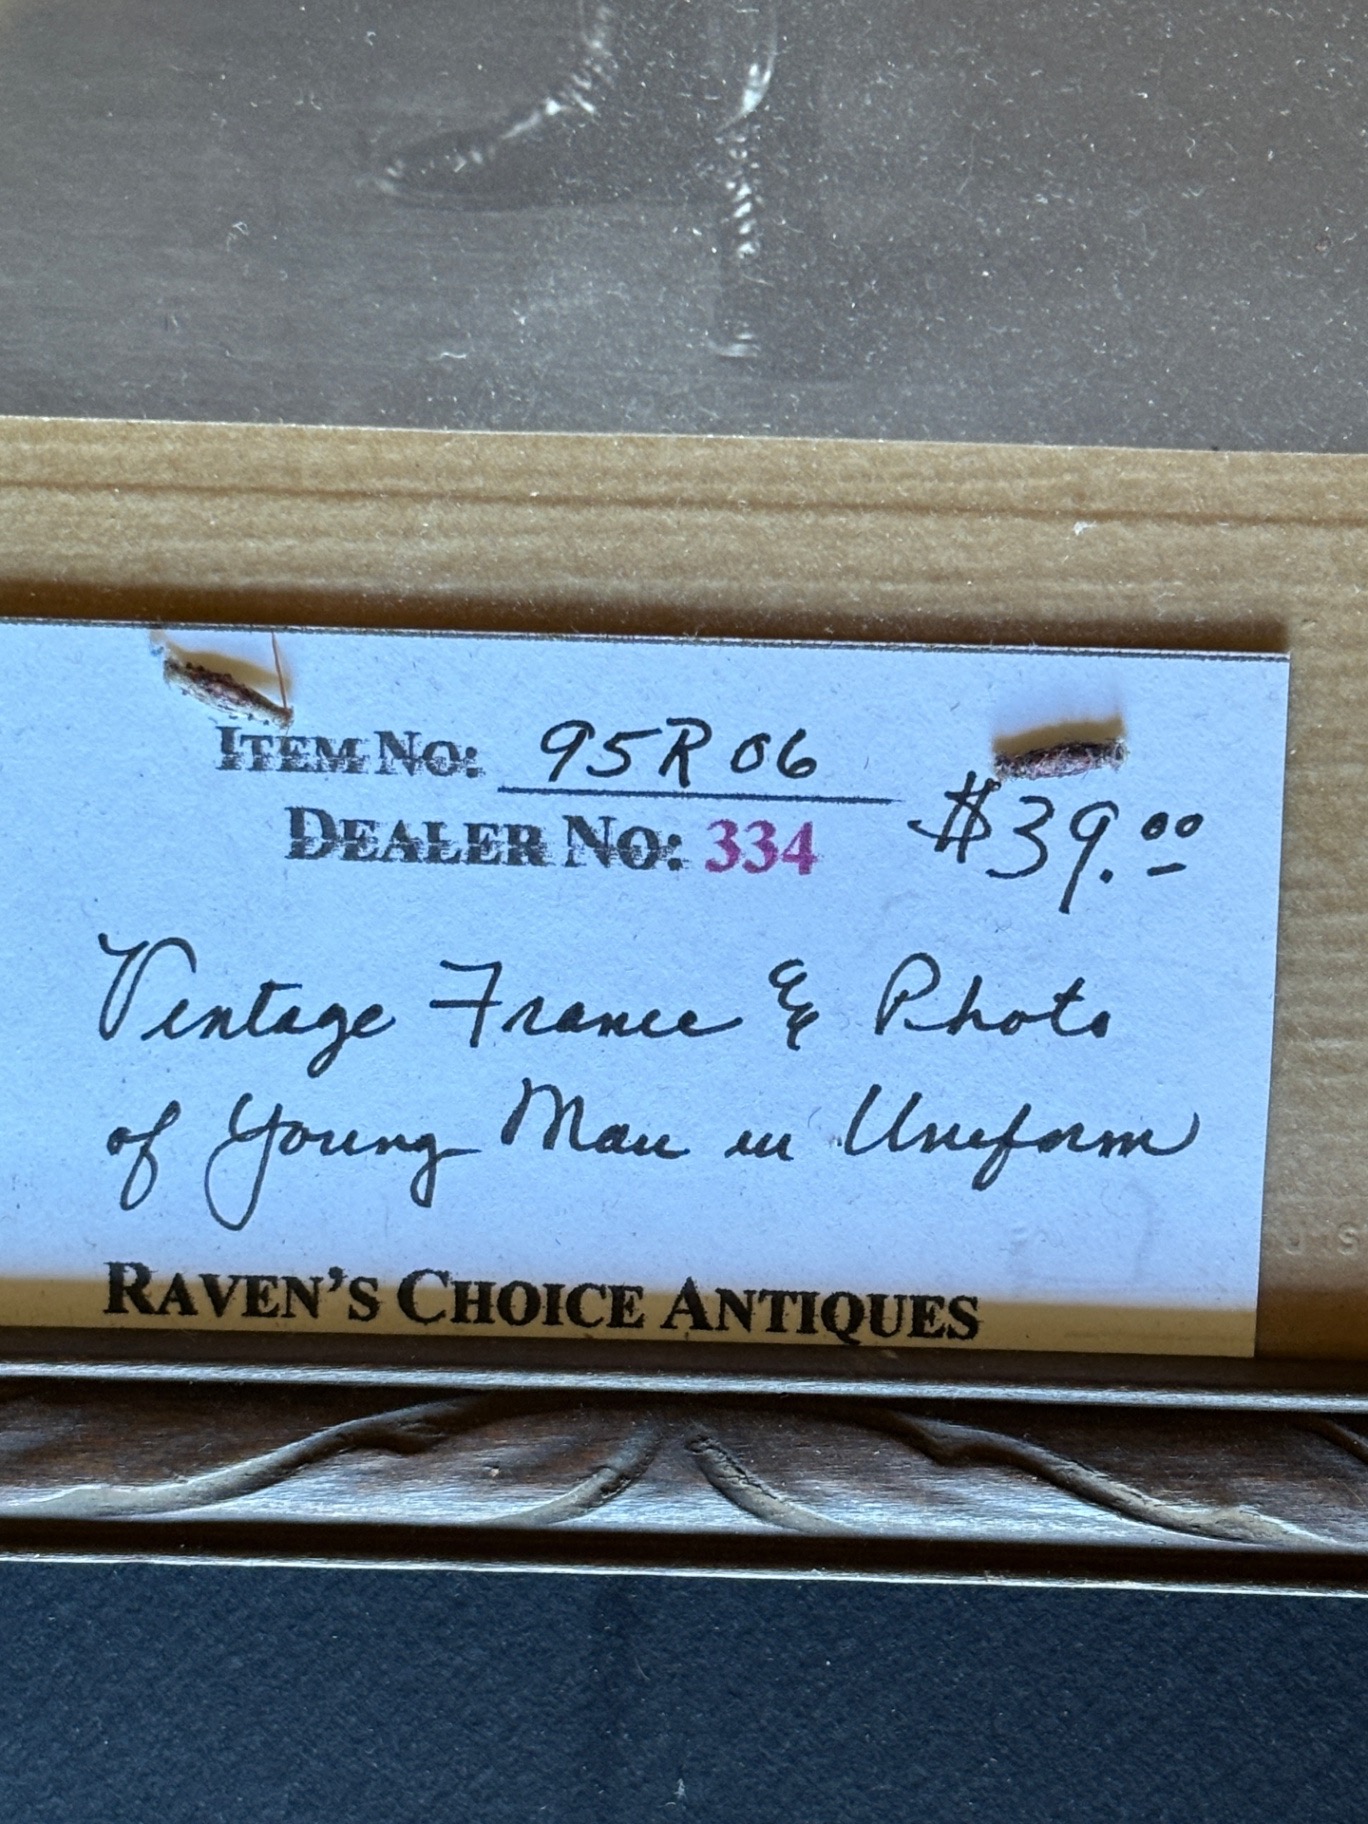 ITEM NO: 95R06
$39.00
DEALER NO: 334
Vintage Frame & Photo
of Young Man in Uniform
RAVEN'S CHOICE ANTIQUES